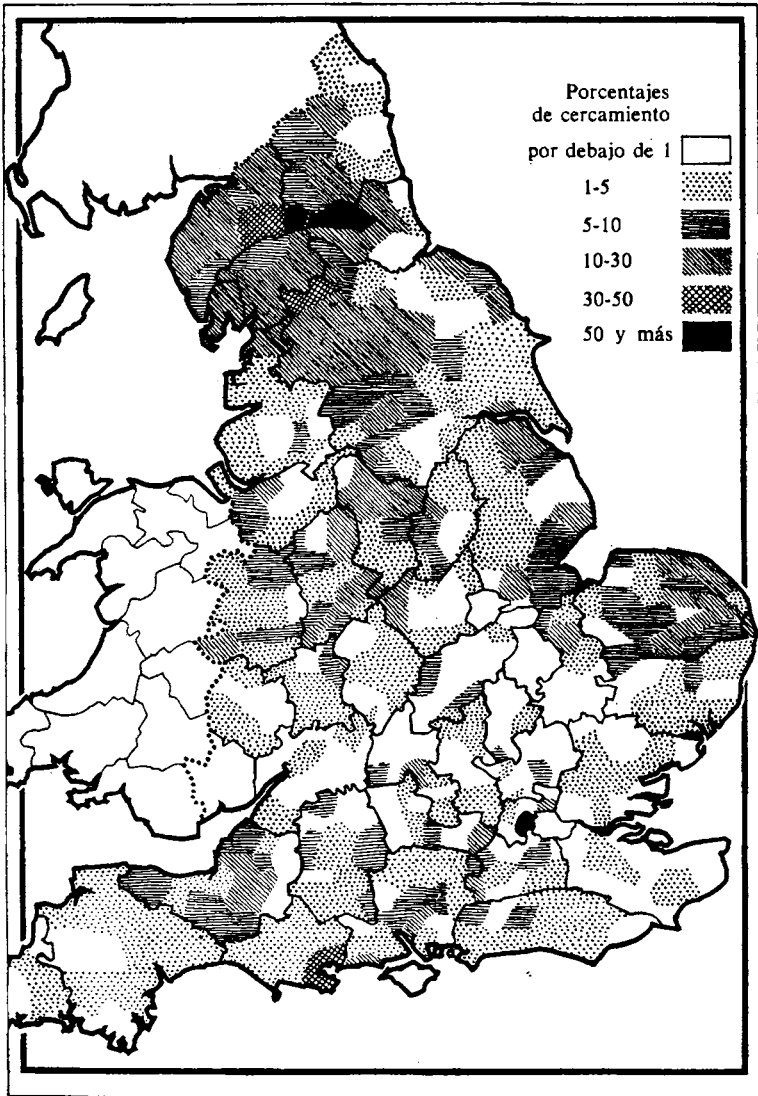 Porcentajes
de cercamiento
por debajo de 1
1-5
5-10
10-30
30-50
50 y más